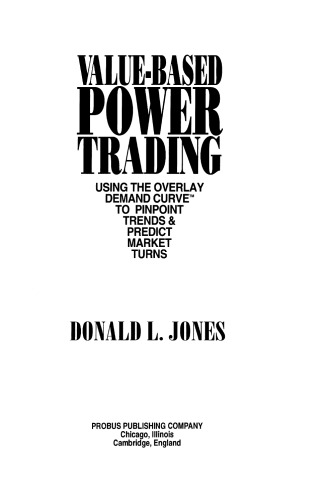 VALUE-BASED
POWER
TRADING
USING THE OVERLAY
DEMAND CURVE™
TO PINPOINT
TRENDS &
PREDICT
MARKET
TURNS
DONALD L. JONES
PROBUS PUBLISHING COMPANY
Chicago, Illinois
Cambridge, England